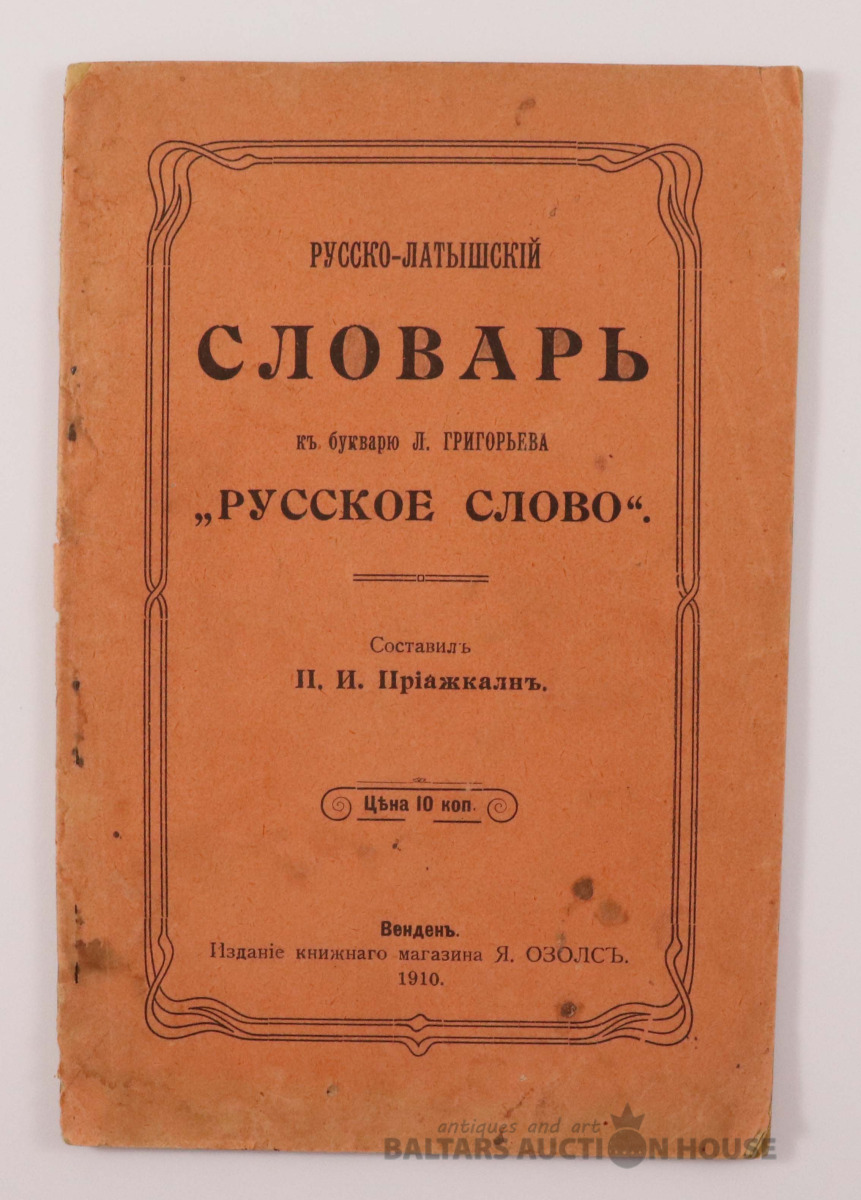 РУССКО-ЛАТЫШСКІЙ
СЛОВАРЬ
къ букварю Л. ГРИГОРЬЕВА
„РУССКОЕ СЛОВО“.
Составилъ
П. И. Пріажкалнъ.
Цѣна 10 коп.
Венденъ.
Изданіе книжнаго магазина Я. ОЗОЛСЪ.
1910.
antiques and art
BALTARS AUCTION HOUSE